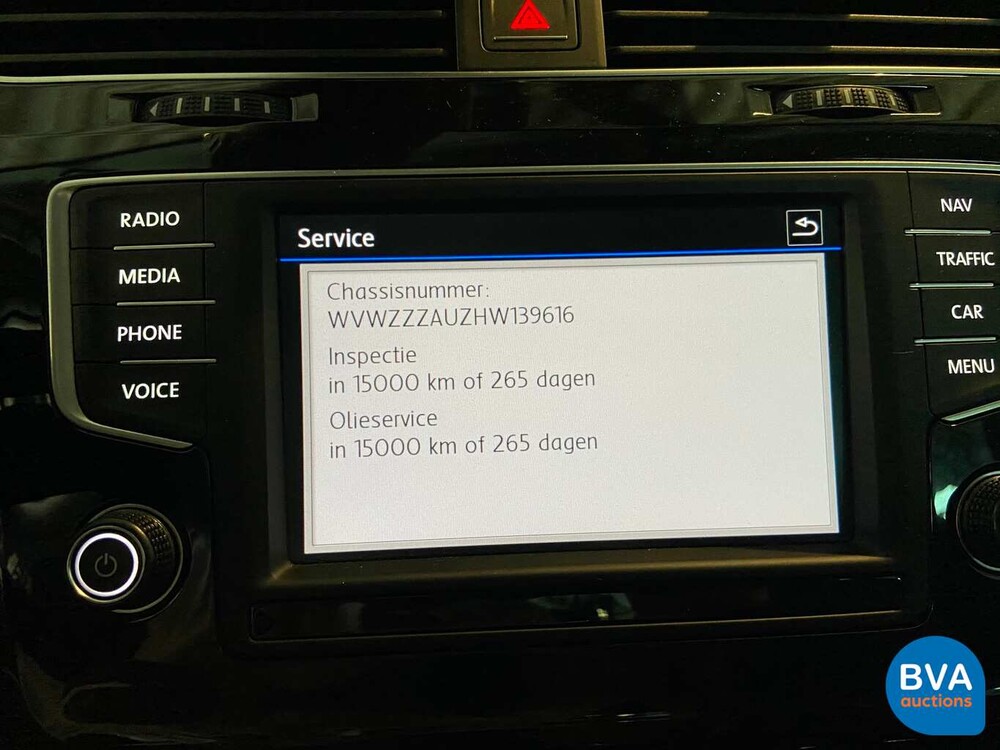 RADIO
MEDIA
PHONE
VOICE
Service
Chassisnummer:
WVWZZZAUZHW139616
Inspectie
in 15000 km of 265 dagen
Olieservice
in 15000 km of 265 dagen
NAV
TRAFFIC
CAR
MENU
BVA
auctions